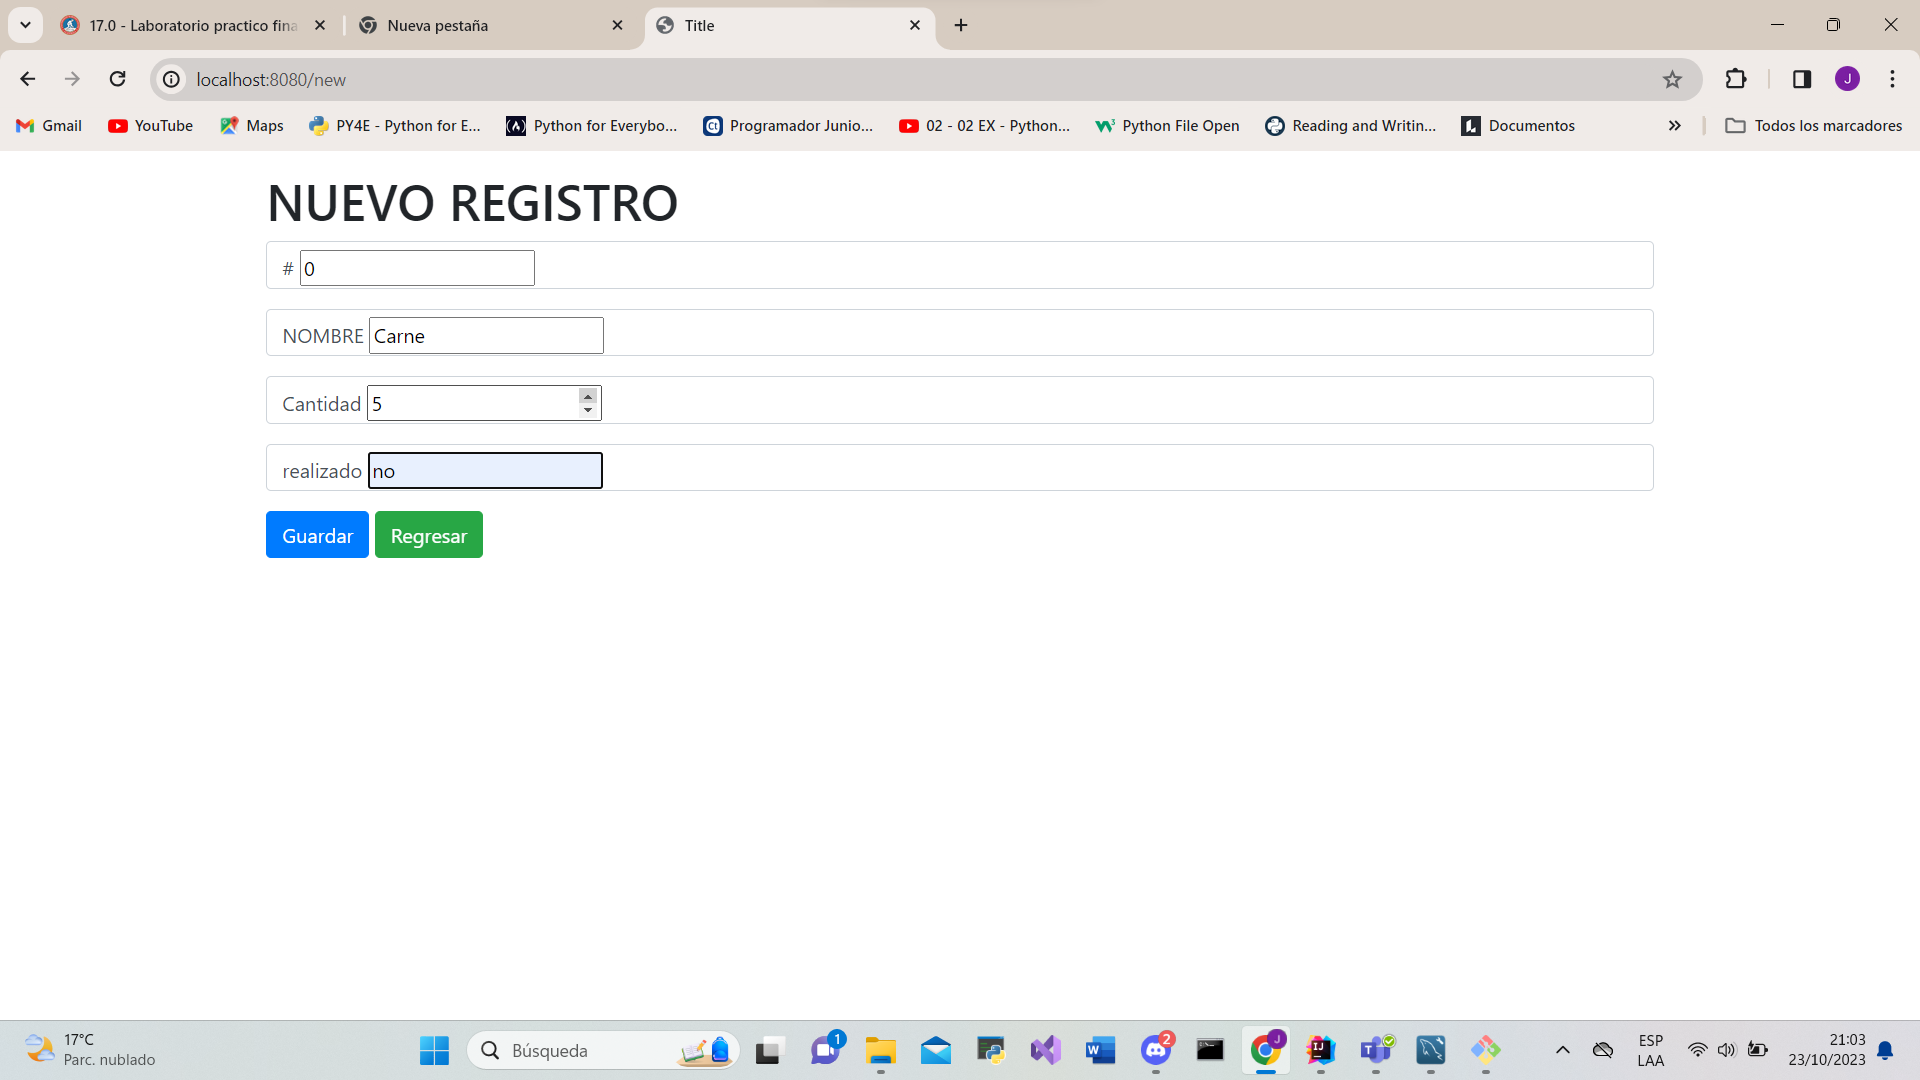 17.0 - Laboratorio practico fina
Nueva pestaña
Title
localhost:8080/new
J
Gmail
YouTube
Maps
PY4E - Python for E...
Python for Everybo...
Programador Junio...
02 - 02 EX - Python...
Python File Open
Reading and Writin...
Documentos
Todos los marcadores
NUEVO REGISTRO
# 0
NOMBRE Carne
Cantidad 5
realizado no
Guardar Regresar
17°C
Parc. nublado
Búsqueda
1
2
J
ESP
LAA
21:03
23/10/2023